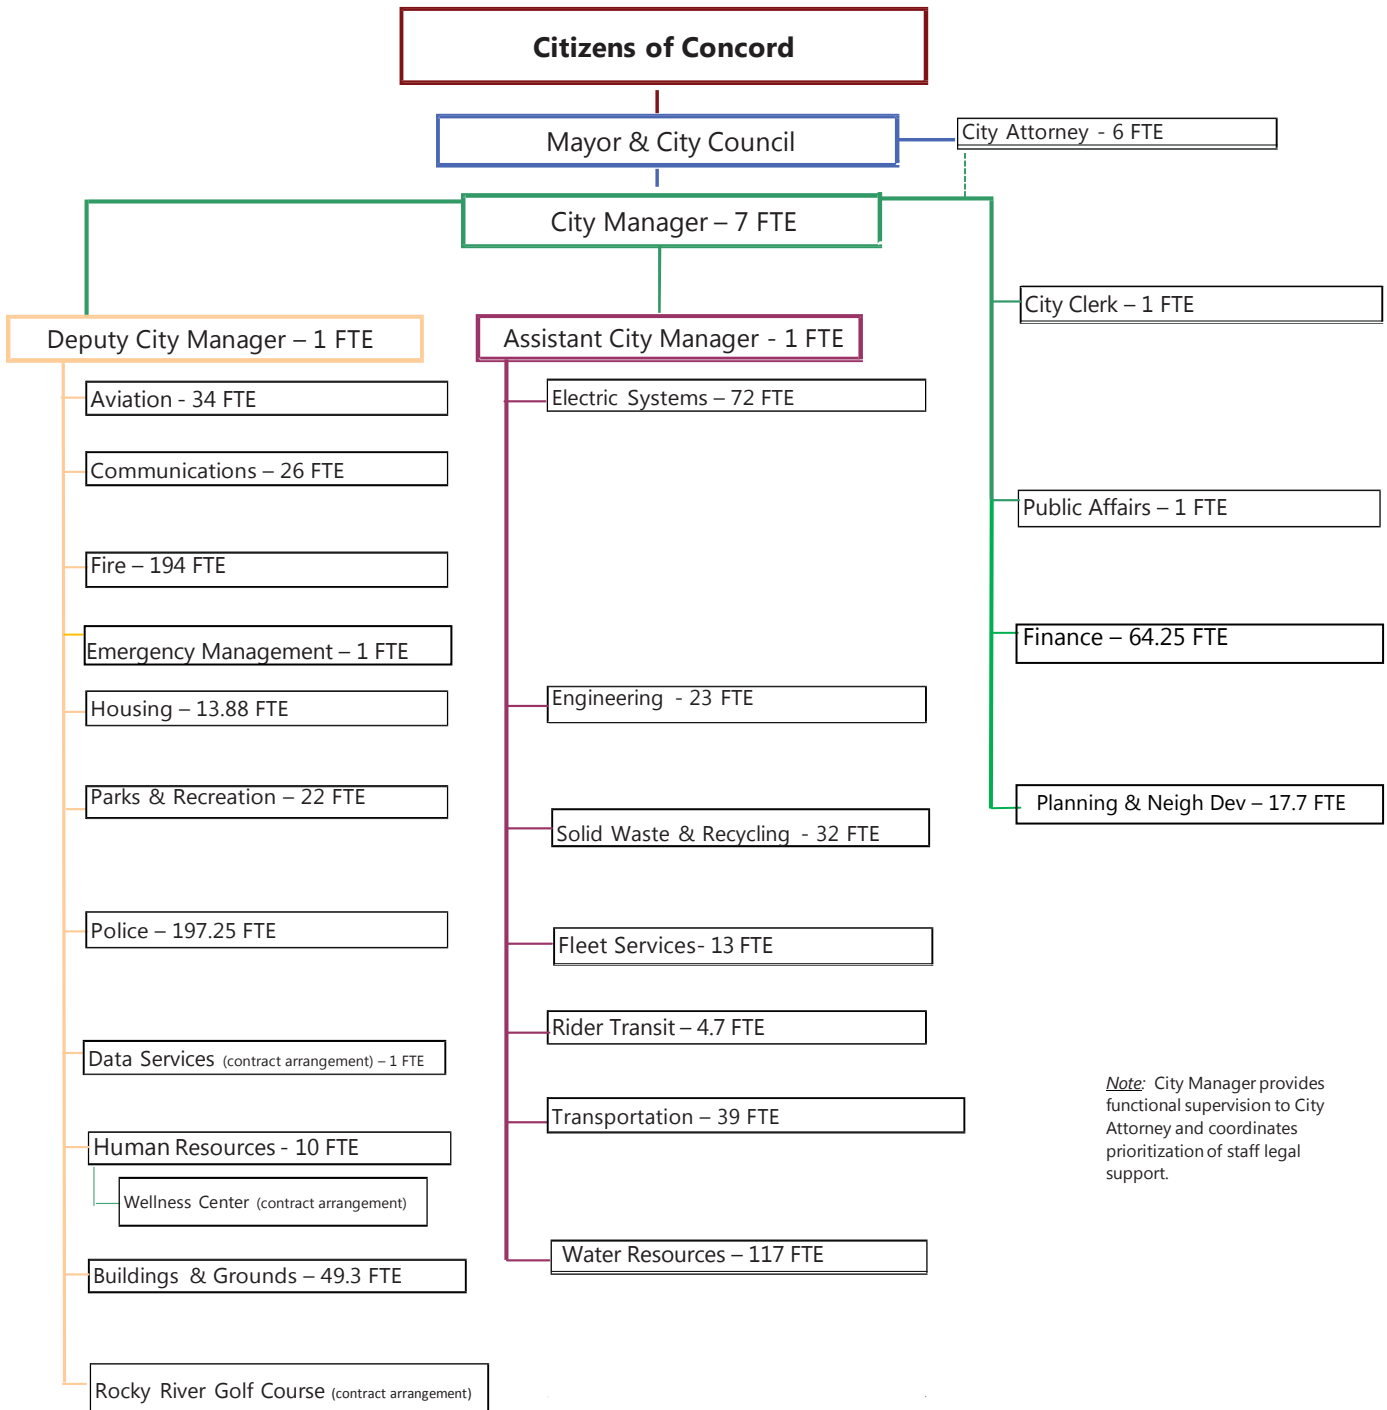 Citizens of Concord
Mayor & City Council
City Attorney - 6 FTE
City Manager – 7 FTE
City Clerk – 1 FTE
Deputy City Manager – 1 FTE
Assistant City Manager - 1 FTE
Aviation - 34 FTE
Communications – 26 FTE
Fire – 194 FTE
Emergency Management – 1 FTE
Housing – 13.88 FTE
Parks & Recreation – 22 FTE
Police – 197.25 FTE
Data Services (contract arrangement) – 1 FTE
Human Resources - 10 FTE
Wellness Center (contract arrangement)
Buildings & Grounds – 49.3 FTE
Rocky River Golf Course (contract arrangement)
Electric Systems – 72 FTE
Engineering - 23 FTE
Solid Waste & Recycling - 32 FTE
Fleet Services- 13 FTE
Rider Transit – 4.7 FTE
Transportation – 39 FTE
Water Resources – 117 FTE
Public Affairs – 1 FTE
Finance – 64.25 FTE
Planning & Neigh Dev – 17.7 FTE
Note: City Manager provides
functional supervision to City
Attorney and coordinates
prioritization of staff legal
support.